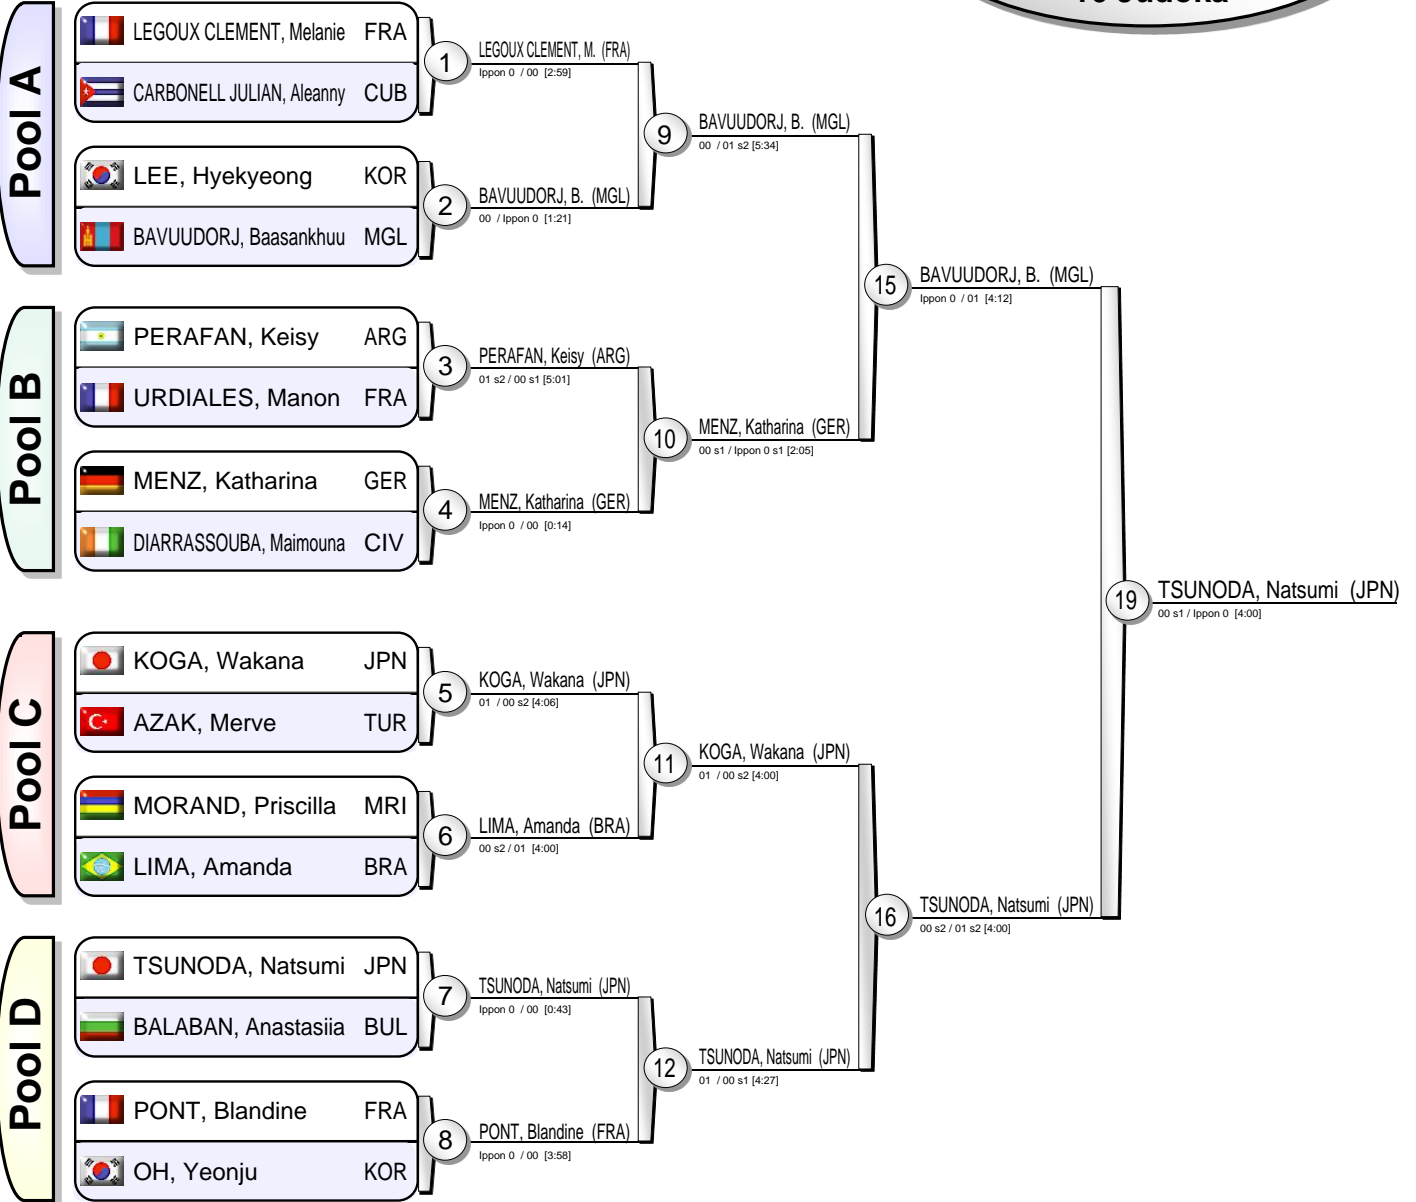 16 Judoka
Pool A
LEGOUX CLEMENT, Melanie FRA
CARBONELL JULIAN, Aleanny CUB
LEE, Hyekyeong KOR
BAVUUDORJ, Baasankhuu MGL
Pool B
PERAFAN, Keisy ARG
URDIALES, Manon FRA
MENZ, Katharina GER
DIARRASSOUBA, Maimouna CIV
Pool C
KOGA, Wakana JPN
AZAK, Merve TUR
MORAND, Priscilla MRI
LIMA, Amanda BRA
Pool D
TSUNODA, Natsumi JPN
BALABAN, Anastasiia BUL
PONT, Blandine FRA
OH, Yeonju KOR
1
LEGOUX CLEMENT, M. (FRA)
Ippon 0 / 00 [2:59]
2
BAVUUDORJ, B. (MGL)
00 / Ippon 0 [1:21]
3
PERAFAN, Keisy (ARG)
01 s2 / 00 s1 [5:01]
4
MENZ, Katharina (GER)
Ippon 0 / 00 [0:14]
5
KOGA, Wakana (JPN)
01 / 00 s2 [4:06]
6
LIMA, Amanda (BRA)
00 s2 / 01 [4:00]
7
TSUNODA, Natsumi (JPN)
Ippon 0 / 00 [0:43]
8
PONT, Blandine (FRA)
Ippon 0 / 00 [3:58]
9
BAVUUDORJ, B. (MGL)
00 / 01 s2 [5:34]
10
MENZ, Katharina (GER)
00 s1 / Ippon 0 s1 [2:05]
11
KOGA, Wakana (JPN)
01 / 00 s2 [4:00]
12
TSUNODA, Natsumi (JPN)
01 / 00 s1 [4:27]
15
BAVUUDORJ, B. (MGL)
Ippon 0 / 01 [4:12]
16
TSUNODA, Natsumi (JPN)
00 s2 / 01 s2 [4:00]
19
TSUNODA, Natsumi (JPN)
00 s1 / Ippon 0 [4:00]